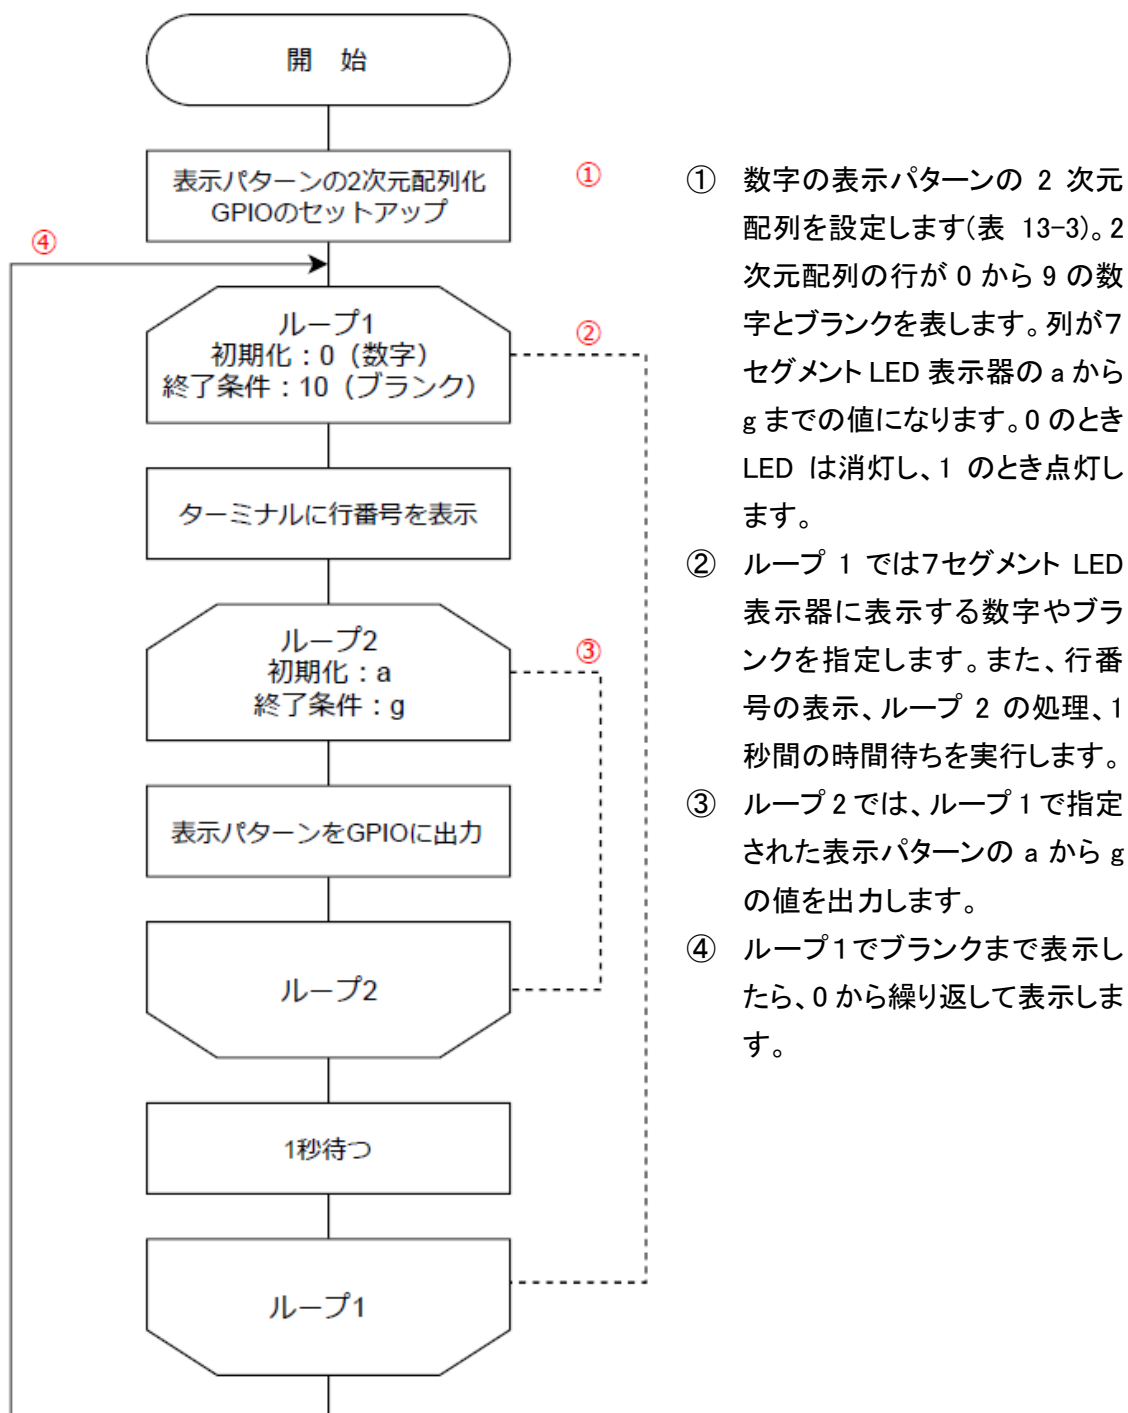 開　始
表示パターンの2次元配列化
GPIOのセットアップ
①
④
ループ1
初期化：0（数字）
終了条件：10（ブランク）
②
ターミナルに行番号を表示
ループ2
初期化：a
終了条件：g
③
表示パターンをGPIOに出力
ループ2
1秒待つ
ループ1
① 数字の表示パターンの 2 次元
配列を設定します(表 13-3)。2
次元配列の行が 0 から 9 の数
字とブランクを表します。列が７
セグメント LED 表示器の a から
g までの値になります。0 のとき
LED は消灯し、1 のとき点灯し
ます。
② ループ 1 では７セグメント LED
表示器に表示する数字やブラ
ンクを指定します。また、行番
号の表示、ループ 2 の処理、1
秒間の時間待ちを実行します。
③ ループ 2 では、ループ 1 で指定
された表示パターンの a から g
の値を出力します。
④ ループ１でブランクまで表示し
たら、0 から繰り返して表示しま
す。